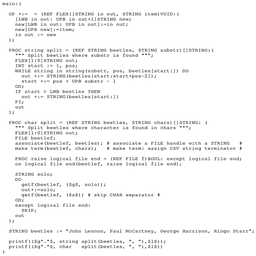 main:(

  OP +:= = (REF FLEX[]STRING in out, STRING item)VOID:(
    [LWB in out: UPB in out+1]STRING new;
    new[LWB in out: UPB in out]:=in out;
    new[UPB new]:=item;
    in out := new
  );

  PROC string split = (REF STRING beetles, STRING substr)[]STRING:(
    """ Split beetles where substr is found """;
    FLEX[1:0]STRING out;
    INT start := 1, pos;
    WHILE string in string(substr, pos, beetles[start:]) DO
      out +:= STRING(beetles[start:start+pos-2]);
      start +:= pos + UPB substr - 1
    OD;
    IF start > LWB beetles THEN
      out +:= STRING(beetles[start:])
    FI;
    out
  );

  PROC char split = (REF STRING beetles, STRING chars)[]STRING: (
    """ Split beetles where character is found in chars """;
    FLEX[1:0]STRING out;
    FILE beetlef;
    associate(beetlef, beetles); # associate a FILE handle with a STRING #
    make term(beetlef, chars);   # make term: assign CSV string terminator #

    PROC raise logical file end = (REF FILE f)BOOL: except logical file end;
    on logical file end(beetlef, raise logical file end);

    STRING solo;
    DO
      getf(beetlef, ($g$, solo));
      out+:=solo;
      getf(beetlef, ($x$)) # skip CHAR separator #
    OD;
    except logical file end:
      SKIP;
    out
  );

  STRING beetles := "John Lennon, Paul McCartney, George Harrison, Ringo Starr";

  printf(($g"."$, string split(beetles, ", "),$l$));
  printf(($g"."$, char   split(beetles, ", "),$l$))
)